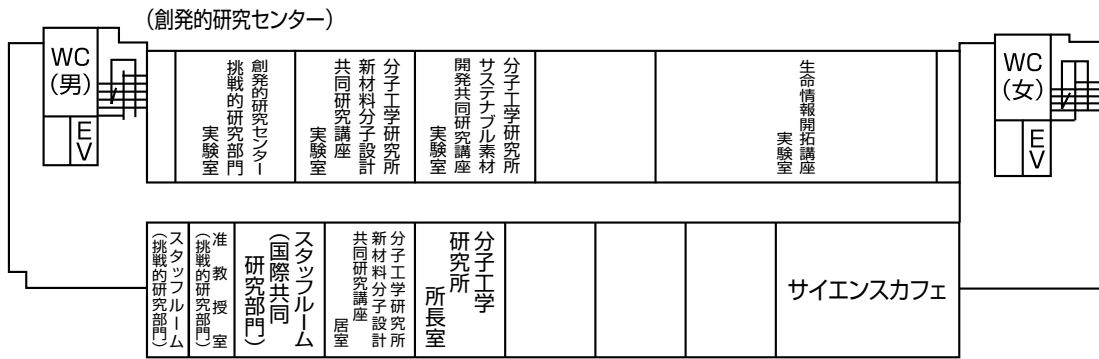 (創発的研究センター)
WC
(男)
EV
創発的研究センター
挑戦的研究部門
実験室
分子工学研究所
新材料分子設計
共同研究講座
実験室
分子工学研究所
サステナブル素材
開発共同研究講座
実験室
生命情報開拓講座
実験室
WC
(女)
EV
スタッフルーム
(挑戦的研究部門)
准教授室
(挑戦的研究部門)
スタッフルーム
(国際共同
研究部門)
分子工学研究所
新材料分子設計
共同研究講座
居室
分子工学
研究所
所長室
サイエンスカフェ